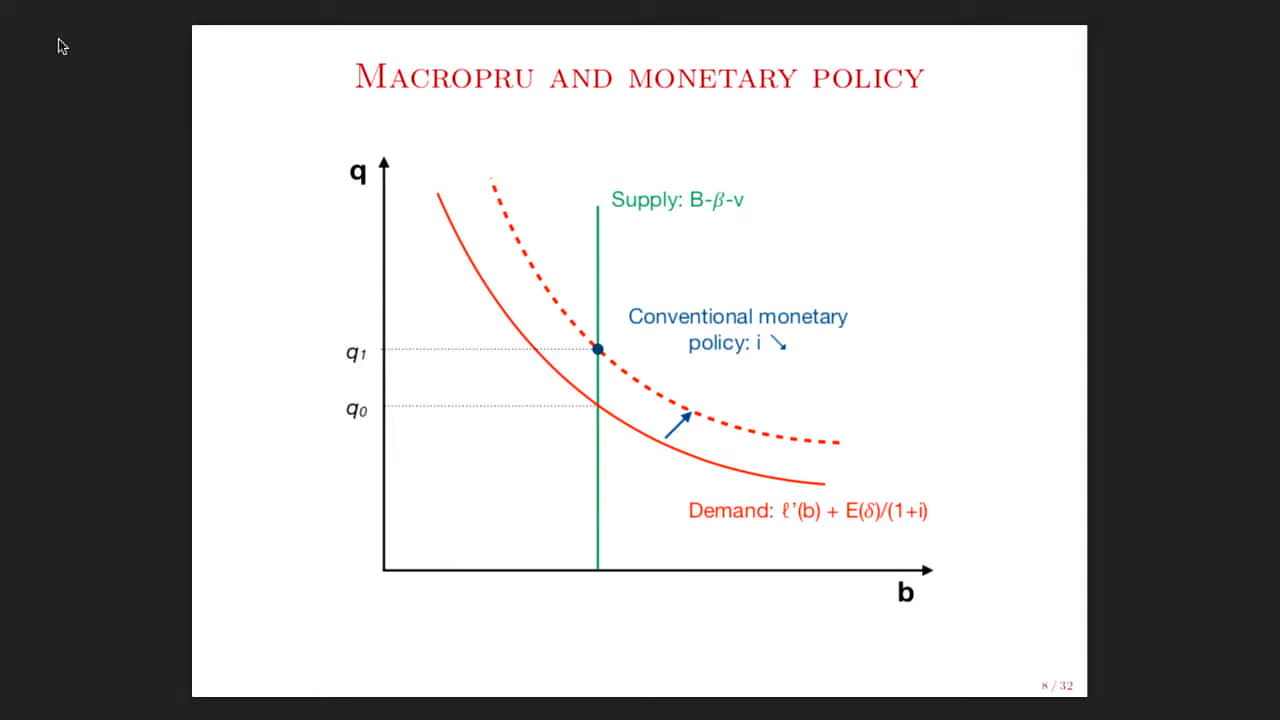 MACROPRU AND MONETARY POLICY
q
Supply: B-β-v
Conventional monetary
policy: i ↘
q₁
q₀
Demand: ℓ’(b) + E(δ)/(1+i)
b
8 / 32